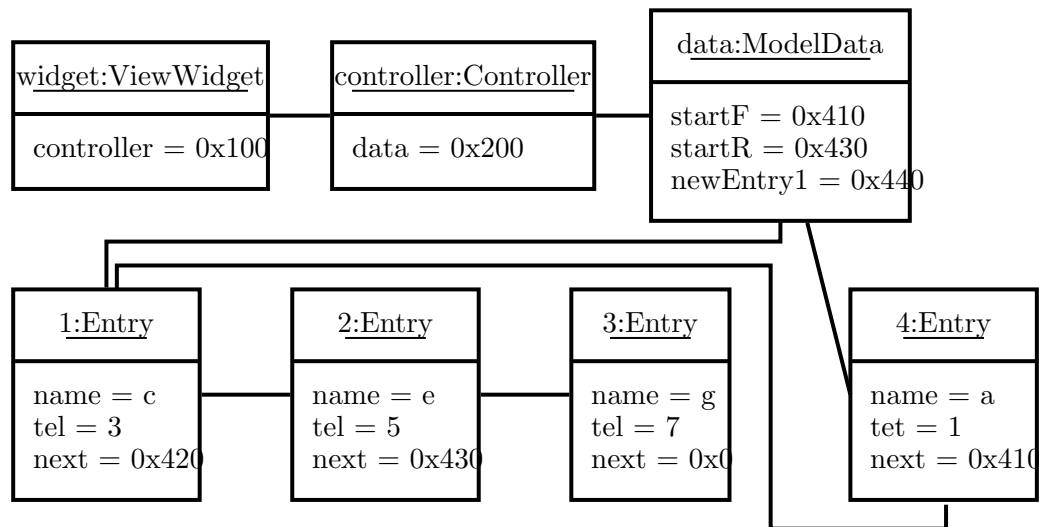 widget:ViewWidget
controller = 0x100
controller:Controller
data = 0x200
data:ModelData
startF = 0x410
startR = 0x430
newEntry1 = 0x440
1:Entry
name = c
tel = 3
next = 0x420
2:Entry
name = e
tel = 5
next = 0x430
3:Entry
name = g
tel = 7
next = 0x0
4:Entry
name = a
tet = 1
next = 0x410